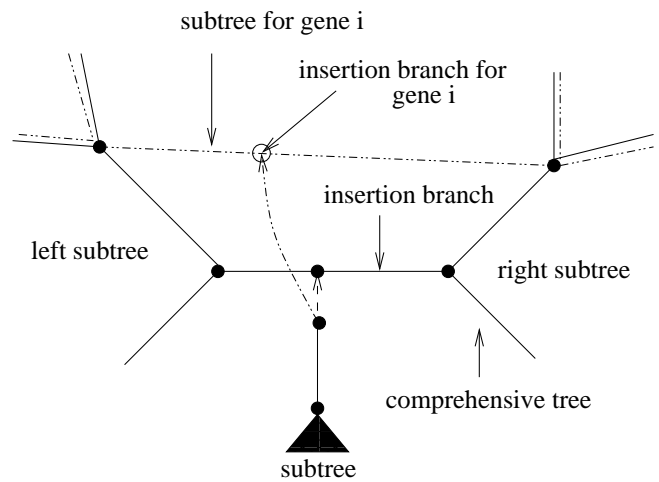 subtree for gene i
insertion branch for
gene i
insertion branch
left subtree
right subtree
comprehensive tree
subtree